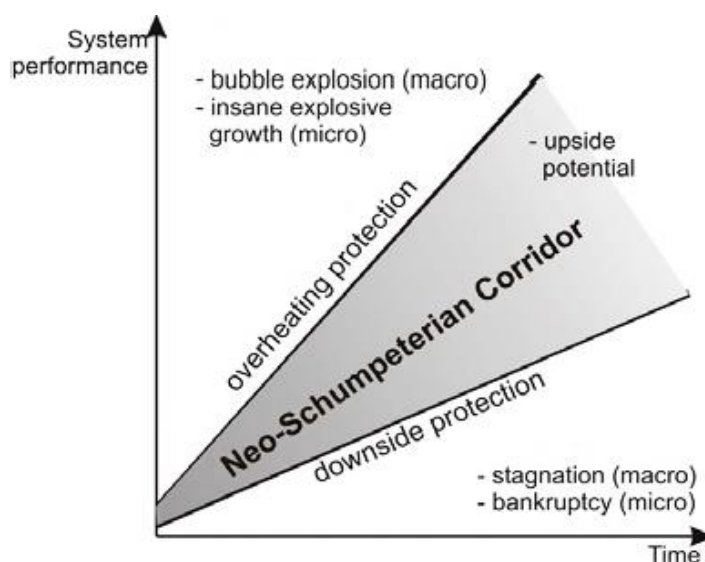 System
performance
- bubble explosion (macro)
- insane explosive
growth (micro)
- upside
potential
overheating protection
Neo-Schumpeterian Corridor
downside protection
- stagnation (macro)
- bankruptcy (micro)
Time